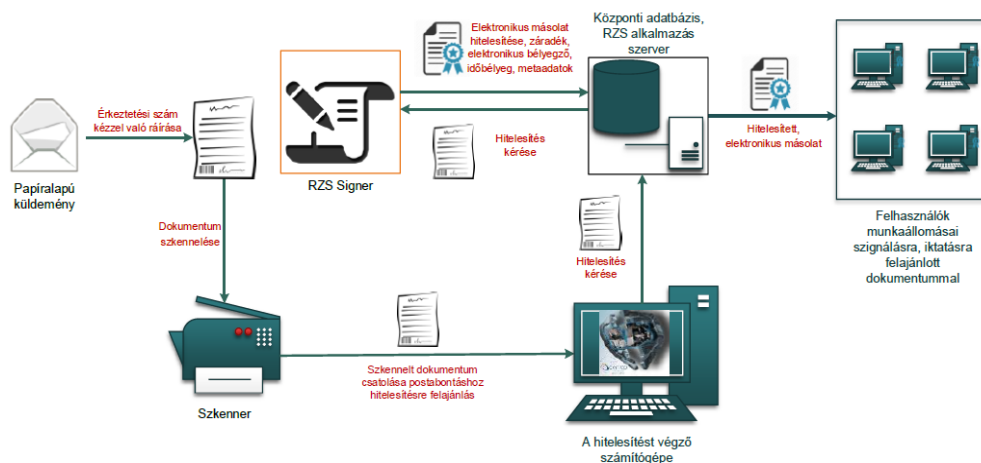 Elektronikus másolat
hitelesítése, záradék,
elektronikus bélyegző,
időbélyeg, metaadatok
Központi adatbázis,
RZS alkalmazás
szerver
Érkeztetési szám
kézzel való ráírása
Hitelesítés
kérése
Hitelesített,
elektronikus másolat
Papíralapú
küldemény
RZS Signer
Dokumentum
szkennelése
Hitelesítés
kérése
Felhasználók
munkaállomásai
szignálásra, iktatásra
felajánlott
dokumentummal
Szkennelt dokumentum
csatolása postabontáshoz
hitelesítésre felajánlás
Szkenner
A hitelesítést végző
számítógépe